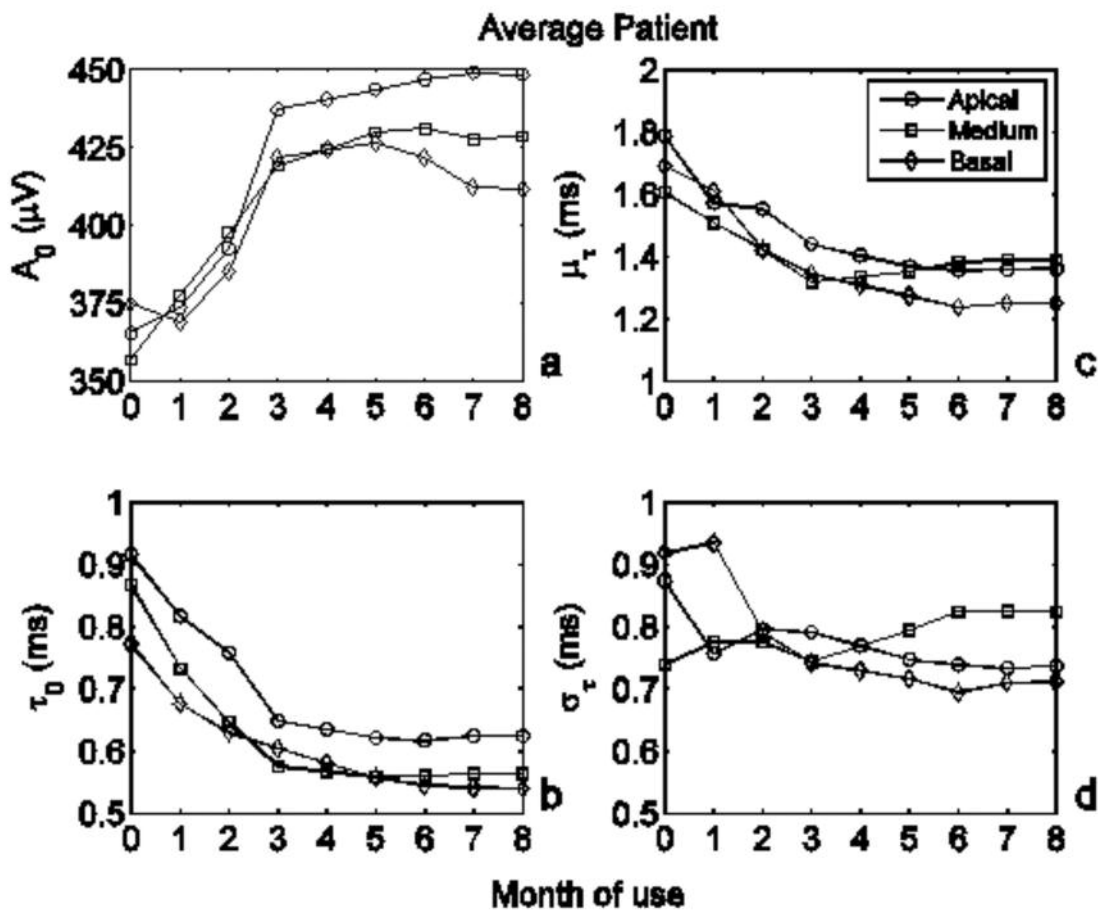 Average Patient
450
425
400
375
350
A0 (μV)
0 1 2 3 4 5 6 7 8
a
2
1.8
1.6
1.4
1.2
1
μτ (ms)
Apical
Medium
Basal
0 1 2 3 4 5 6 7 8
c
1
0.9
0.8
0.7
0.6
0.5
τ0 (ms)
0 1 2 3 4 5 6 7 8
b
1
0.9
0.8
0.7
0.6
0.5
στ (ms)
0 1 2 3 4 5 6 7 8
d
Month of use